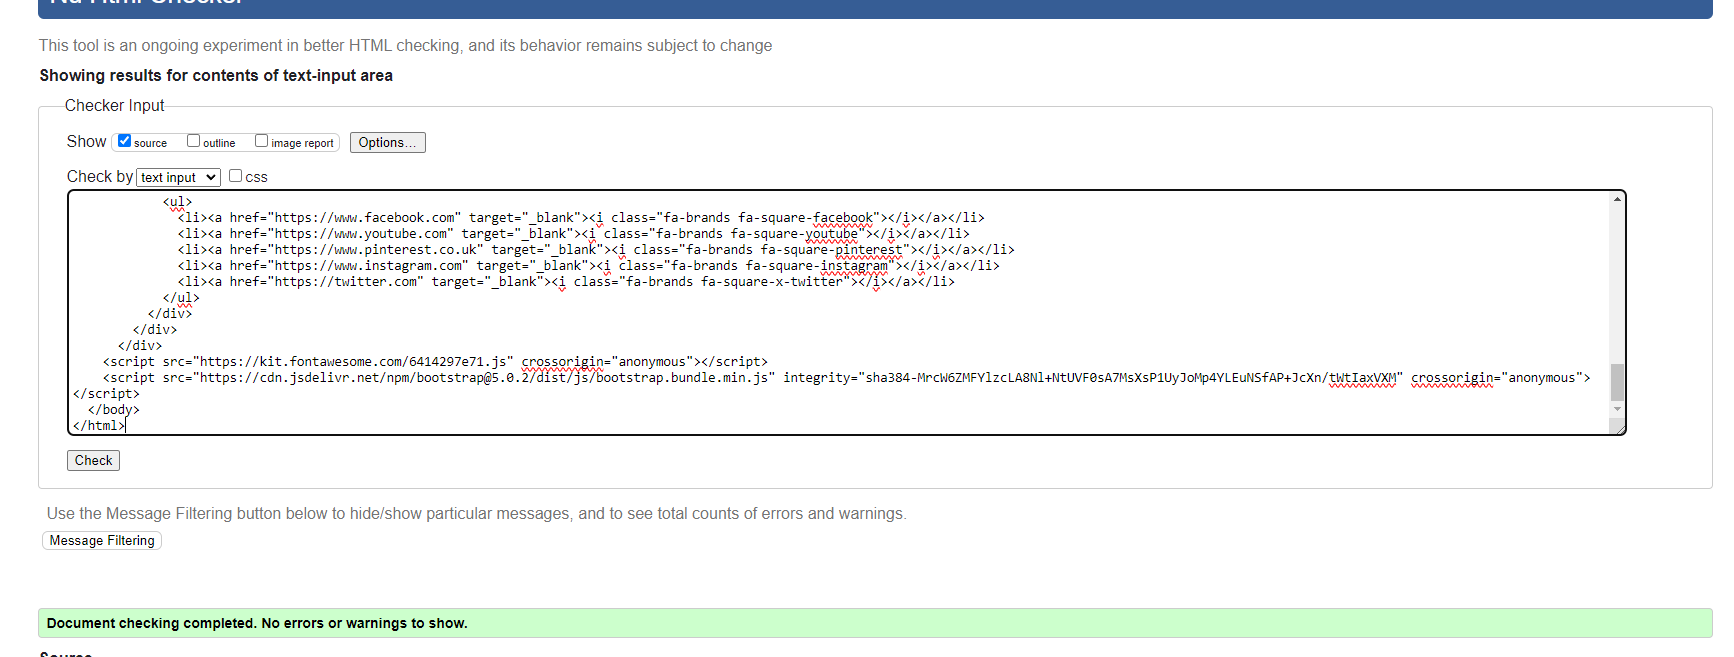 Nu Html Checker
This tool is an ongoing experiment in better HTML checking, and its behavior remains subject to change
Showing results for contents of text-input area
Checker Input
Show source outline image report Options...
Check by text input css
<ul>
<li><a href="https://www.facebook.com" target="_blank"><i class="fa-brands fa-square-facebook"></i></a></li>
<li><a href="https://www.youtube.com" target="_blank"><i class="fa-brands fa-square-youtube"></i></a></li>
<li><a href="https://www.pinterest.co.uk" target="_blank"><i class="fa-brands fa-square-pinterest"></i></a></li>
<li><a href="https://www.instagram.com" target="_blank"><i class="fa-brands fa-square-instagram"></i></a></li>
<li><a href="https://twitter.com" target="_blank"><i class="fa-brands fa-square-x-twitter"></i></a></li>
</ul>
</div>
</div>
</div>
<script src="https://kit.fontawesome.com/6414297e71.js" crossorigin="anonymous"></script>
<script src="https://cdn.jsdelivr.net/npm/bootstrap@5.0.2/dist/js/bootstrap.bundle.min.js" integrity="sha384-MrcW6ZMFYlzcLA8Nl+NtUVF0sA7MsXsP1UyJoMp4YLEuNSfAP+JcXn/tWtIaxVXM" crossorigin="anonymous">
</script>
</body>
</html>
Check
Use the Message Filtering button below to hide/show particular messages, and to see total counts of errors and warnings.
Message Filtering
Document checking completed. No errors or warnings to show.
Source